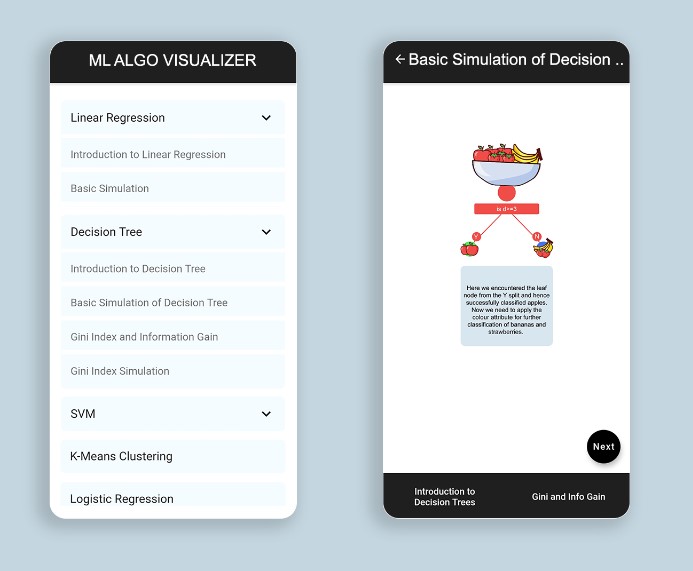 ML ALGO VISUALIZER
Linear Regression
Introduction to Linear Regression
Basic Simulation
Decision Tree
Introduction to Decision Tree
Basic Simulation of Decision Tree
Gini Index and Information Gain
Gini Index Simulation
SVM
K-Means Clustering
Logistic Regression
Basic Simulation of Decision ..
is d>=3
Y
N
Here we encountered the leaf
node from the Y split and hence
successfully classified apples.
Now we need to apply the
colour attribute for further
classification of bananas and
strawberries.
Next
Introduction to
Decision Trees
Gini and Info Gain